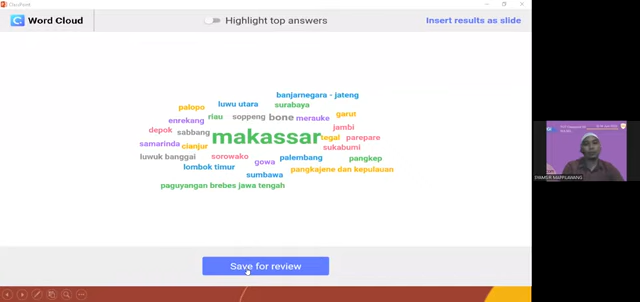 ClassPoint
Word Cloud
Highlight top answers
Insert results as slide
banjarnegara - jateng
palopo
luwu utara
surabaya
enrekang
riau
soppeng
bone
merauke
garut
depok
sabbang
makassar
jambi
tegal
parepare
samarinda
cianjur
sukabumi
luwuk banggai
sorowako
gowa
palembang
pangkep
lombok timur
sumbawa
pangkajene dan kepulauan
paguyangan brebes jawa tengah
Save for review